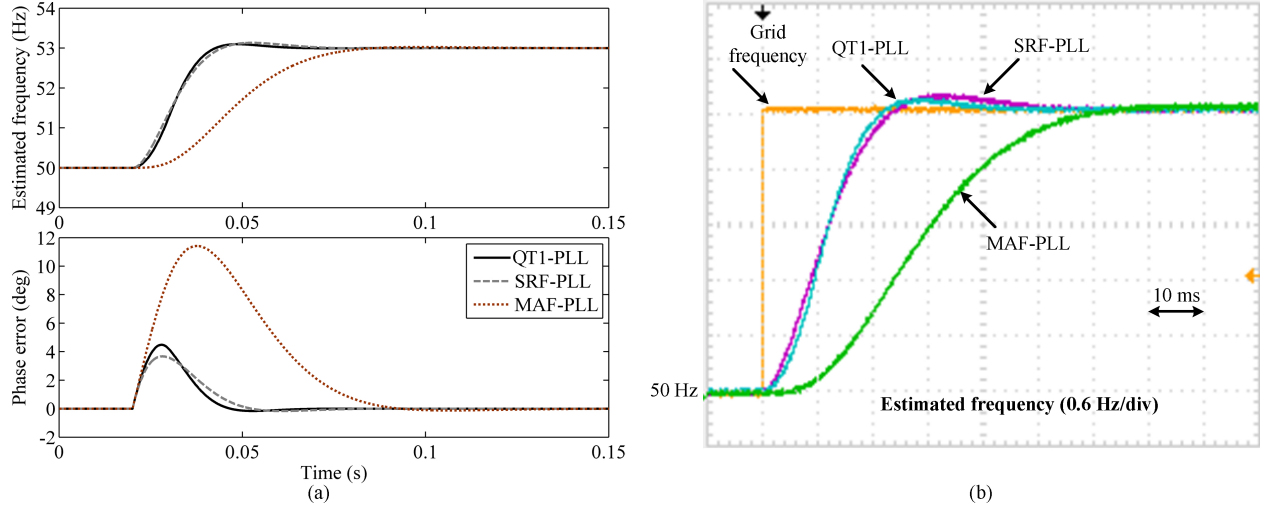 Estimated frequency (Hz)
54
53
52
51
50
49
0
0.05
0.1
0.15
Phase error (deg)
12
10
8
6
4
2
0
-2
QT1-PLL
SRF-PLL
MAF-PLL
0
0.05
0.1
0.15
Time (s)
(a)
Grid
frequency
QT1-PLL
SRF-PLL
MAF-PLL
10 ms
50 Hz
Estimated frequency (0.6 Hz/div)
(b)